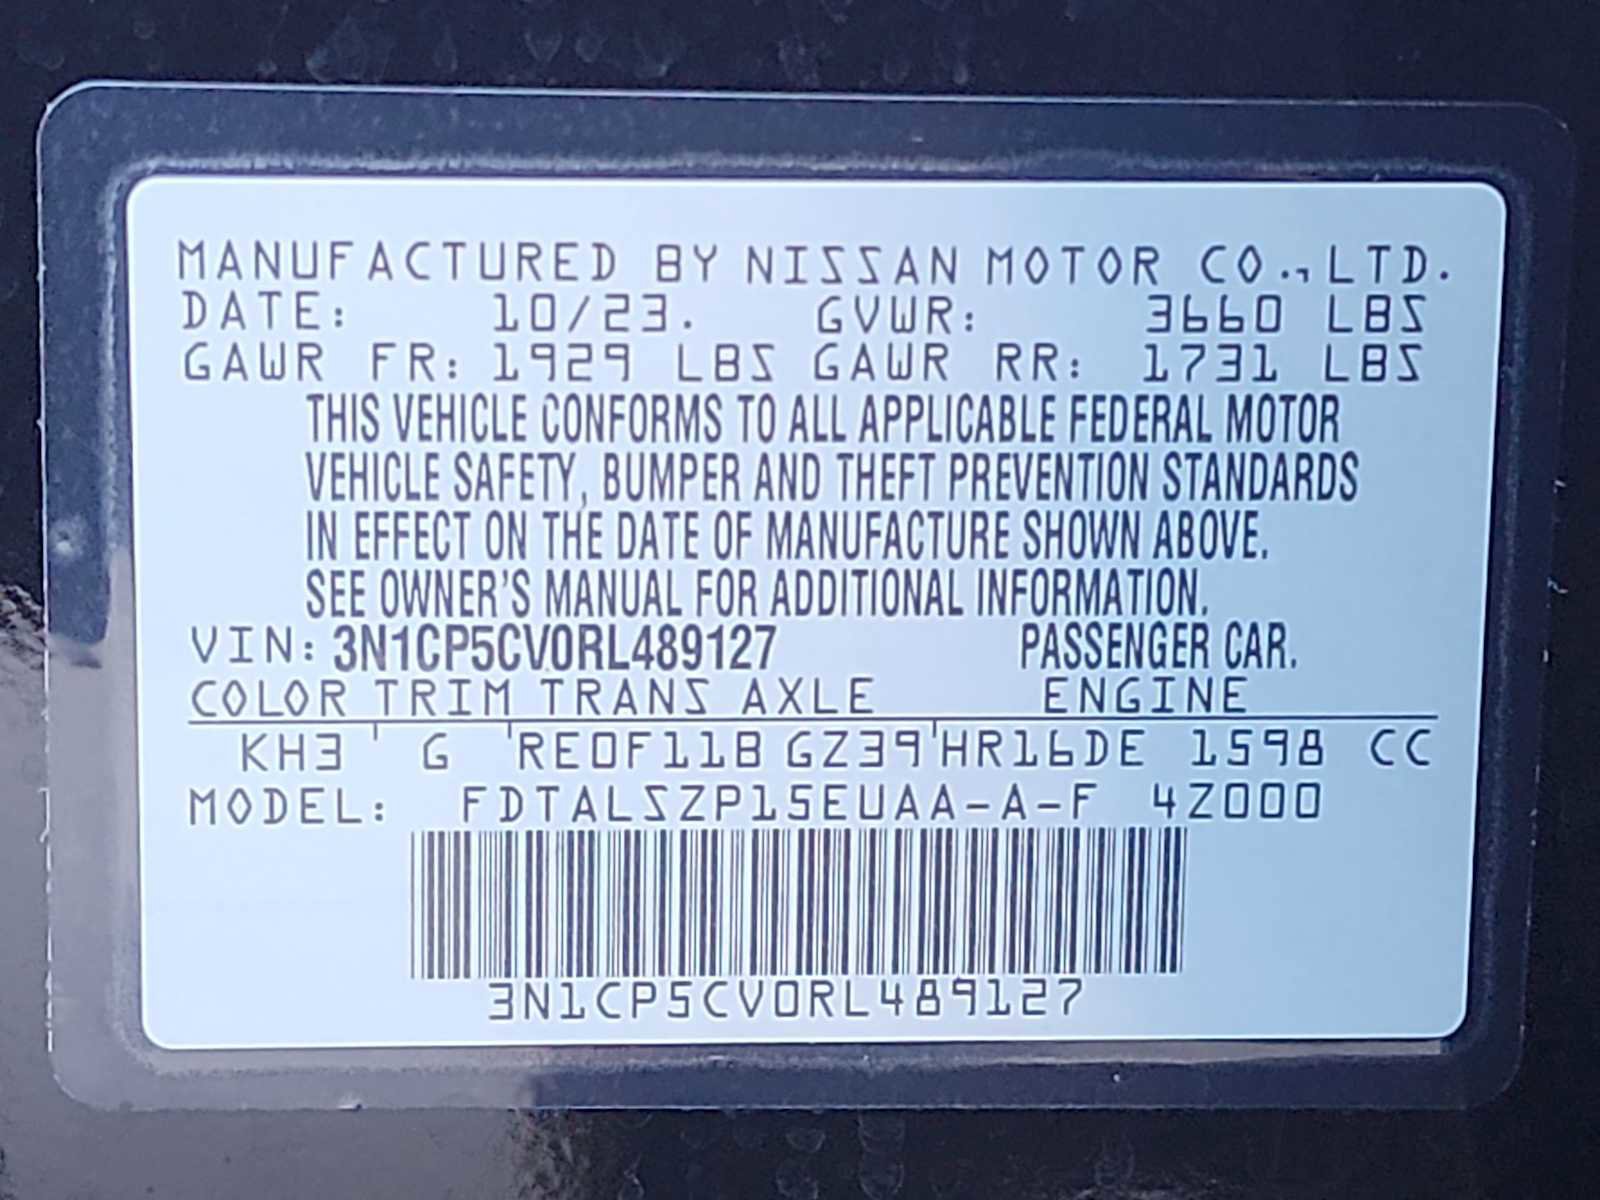 MANUFACTURED BY NISSAN MOTOR CO., LTD.
DATE: 10/23. GVWR: 3660 LBS
GAWR FR: 1929 LBS GAWR RR: 1731 LBS
THIS VEHICLE CONFORMS TO ALL APPLICABLE FEDERAL MOTOR
VEHICLE SAFETY, BUMPER AND THEFT PREVENTION STANDARDS
IN EFFECT ON THE DATE OF MANUFACTURE SHOWN ABOVE.
SEE OWNER'S MANUAL FOR ADDITIONAL INFORMATION.
VIN: 3N1CP5CV0RL489127 PASSENGER CAR.
COLOR TRIM TRANS AXLE ENGINE
KH3 G RE0F11B GZ39 HR16DE 1598 CC
MODEL: FDTALSZP15EUAA-A-F 4Z000
3N1CP5CV0RL489127